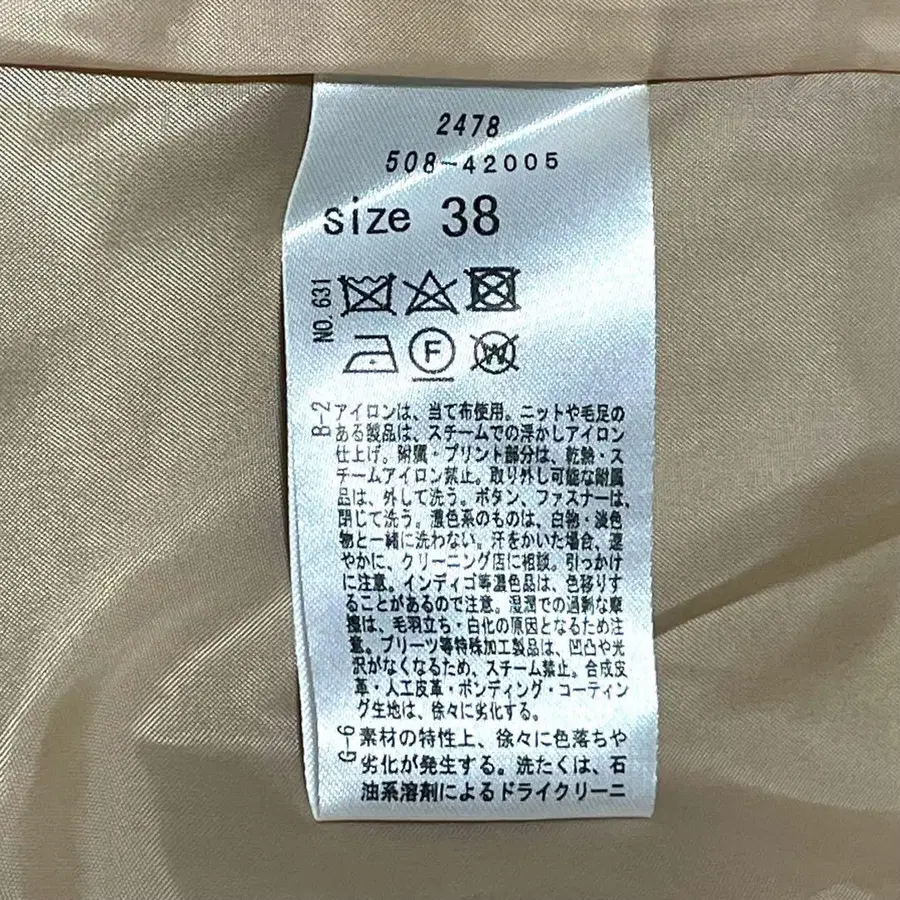 2478
508-42005
size 38
NO.631
F
W
B-2
アイロンは、当て布使用。ニットや毛足の
ある製品は、スチームでの浮かしアイロン
仕上げ。附属・プリント部分は、乾熱・ス
チームアイロン禁止。取り外し可能な附属
品は、外して洗う。ボタン、ファスナーは、
閉じて洗う。濃色系のものは、白物・淡色
物と一緒に洗わない。汗をかいた場合、速
やかに、クリーニング店に相談。引っかけ
に注意。インディゴ等濃色品は、色移りす
ることがあるので注意。湿潤での過剰な摩
擦は、毛羽立ち・白化の原因となるため注
意。プリーツ等特殊加工製品は、凹凸や光
沢がなくなるため、スチーム禁止。合成皮
革・人工皮革・ボンディング・コーティン
グ生地は、徐々に劣化する。
G-6
素材の特性上、徐々に色落ちや
劣化が発生する。洗たくは、石
油系溶剤によるドライクリーニ